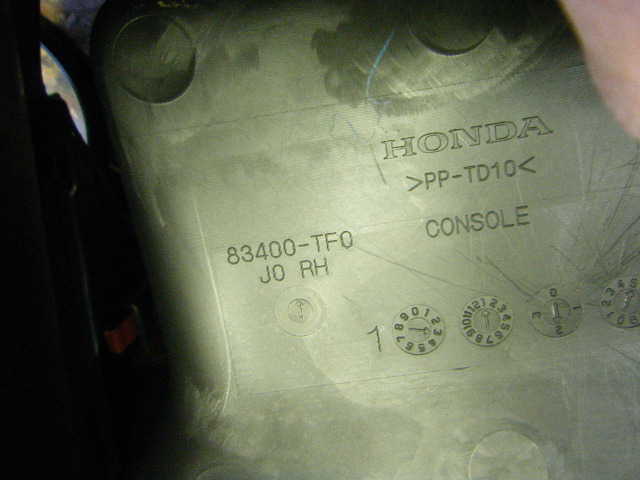 HONDA
>PP-TD10<
CONSOLE
83400-TF0
J0 RH
1